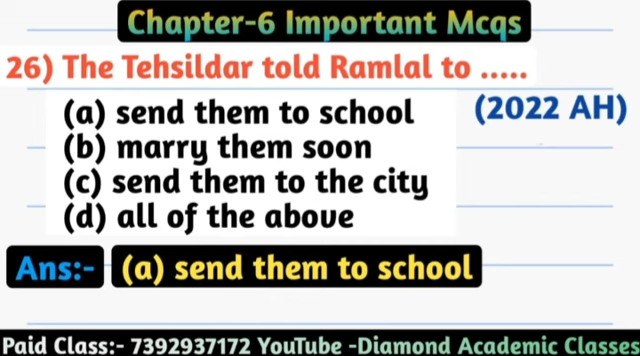 Chapter-6 Important Mcqs
26) The Tehsildar told Ramlal to .....
(a) send them to school (2022 AH)
(b) marry them soon
(c) send them to the city
(d) all of the above
Ans:- (a) send them to school
Paid Class:- 7392937172 YouTube -Diamond Academic Classes